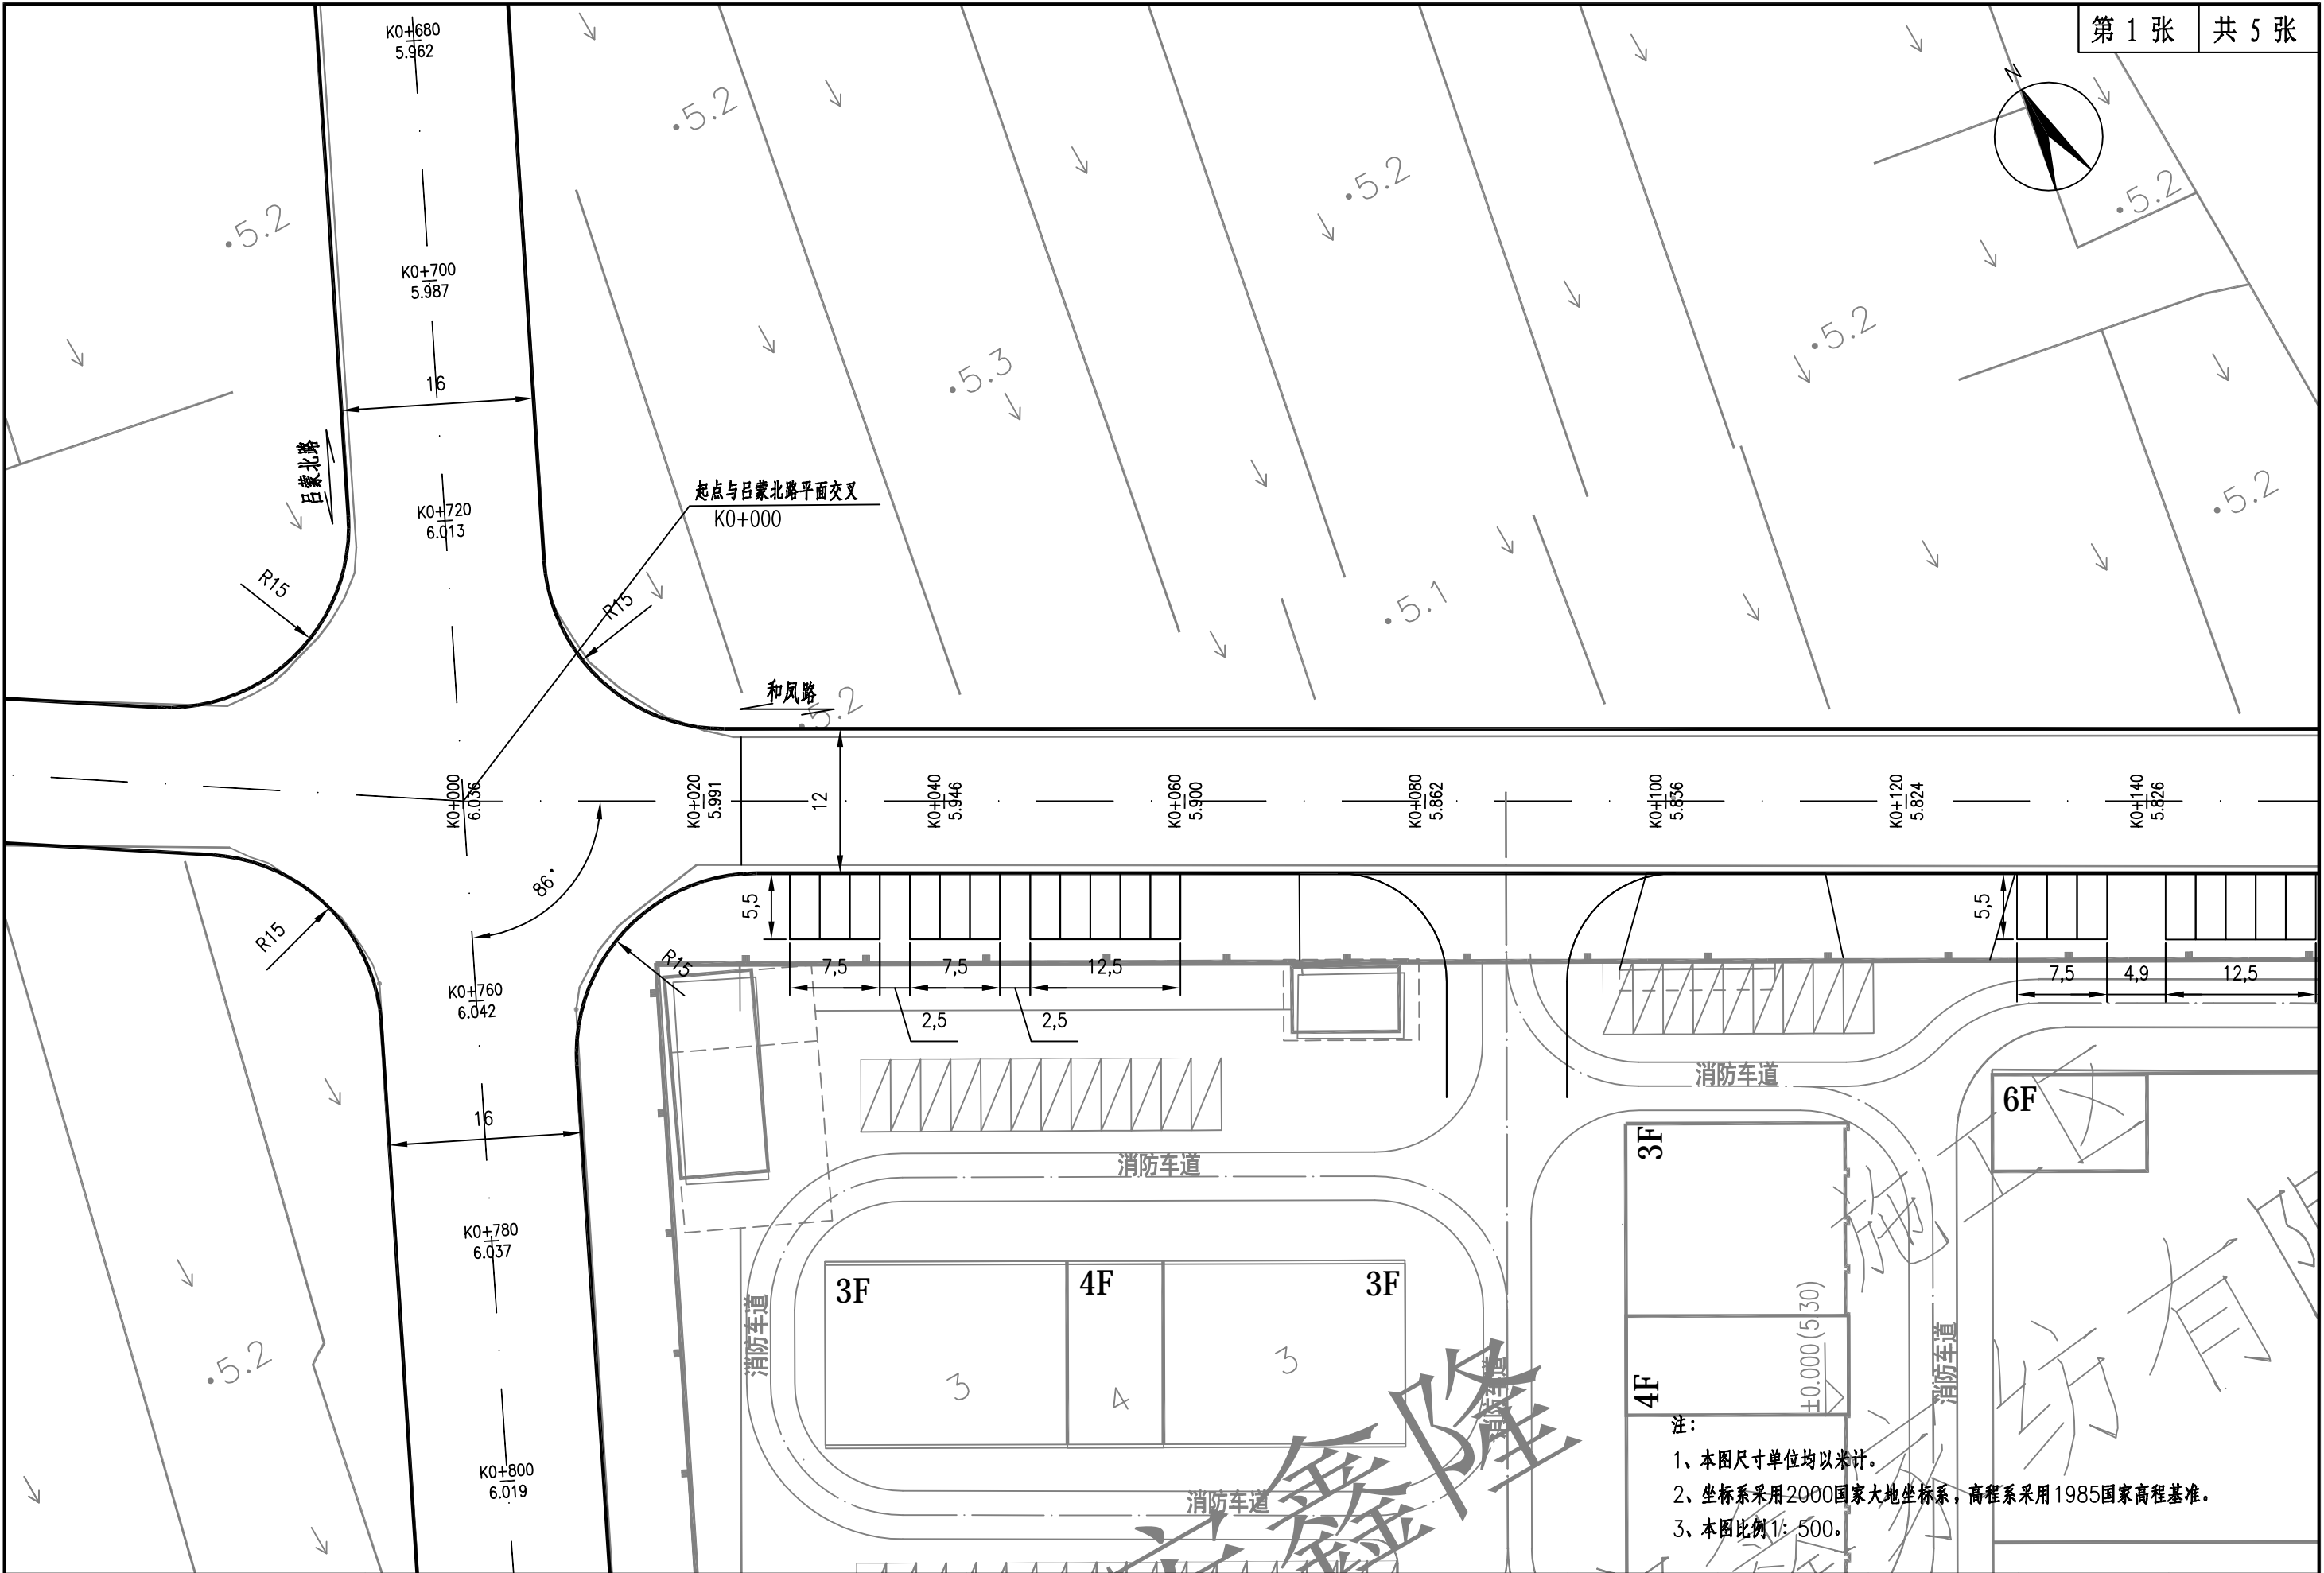 第 1 张 共 5 张
K0+680
5.962
N
5.2
5.2
5.2
5.2
K0+700
5.987
5.2
5.3
16
吕蒙北路
起点与吕蒙北路平面交叉
K0+000
K0+720
6.013
5.2
R15
R15
5.1
和凤路
5.2
K0+000
6.036
K0+020
5.991
12
K0+040
5.946
K0+060
5.900
K0+080
5.862
K0+100
5.836
K0+120
5.824
K0+140
5.826
86°
R15
R15
5,5
5,5
7,5
7,5
12,5
7,5
4,9
12,5
2,5
2,5
K0+760
6.042
消防车道
6F
16
消防车道
3F
K0+780
6.037
3F
4F
3F
消防车道
3
4
3
消防车道
4F
±0.000(5.30)
消防车道
5.2
鑫隆
纺有
注:
1、本图尺寸单位均以米计。
2、坐标系采用2000国家大地坐标系，高程系采用1985国家高程基准。
3、本图比例1：500。
K0+800
6.019
消防车道